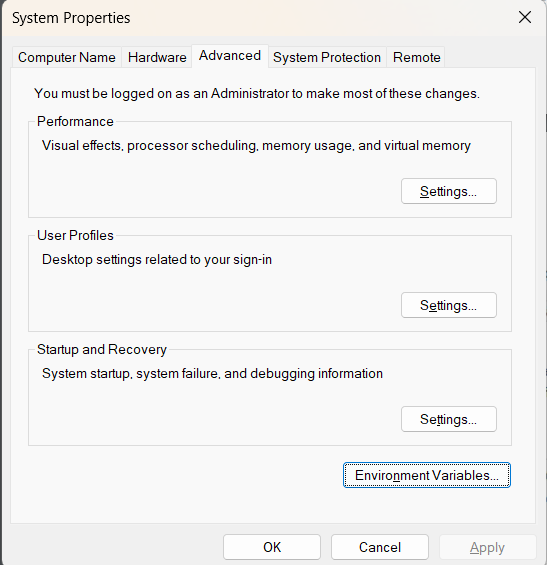 System Properties
Computer Name Hardware Advanced System Protection Remote
You must be logged on as an Administrator to make most of these changes.
Performance
Visual effects, processor scheduling, memory usage, and virtual memory
Settings...
User Profiles
Desktop settings related to your sign-in
Settings...
Startup and Recovery
System startup, system failure, and debugging information
Settings...
Environment Variables...
OK Cancel Apply